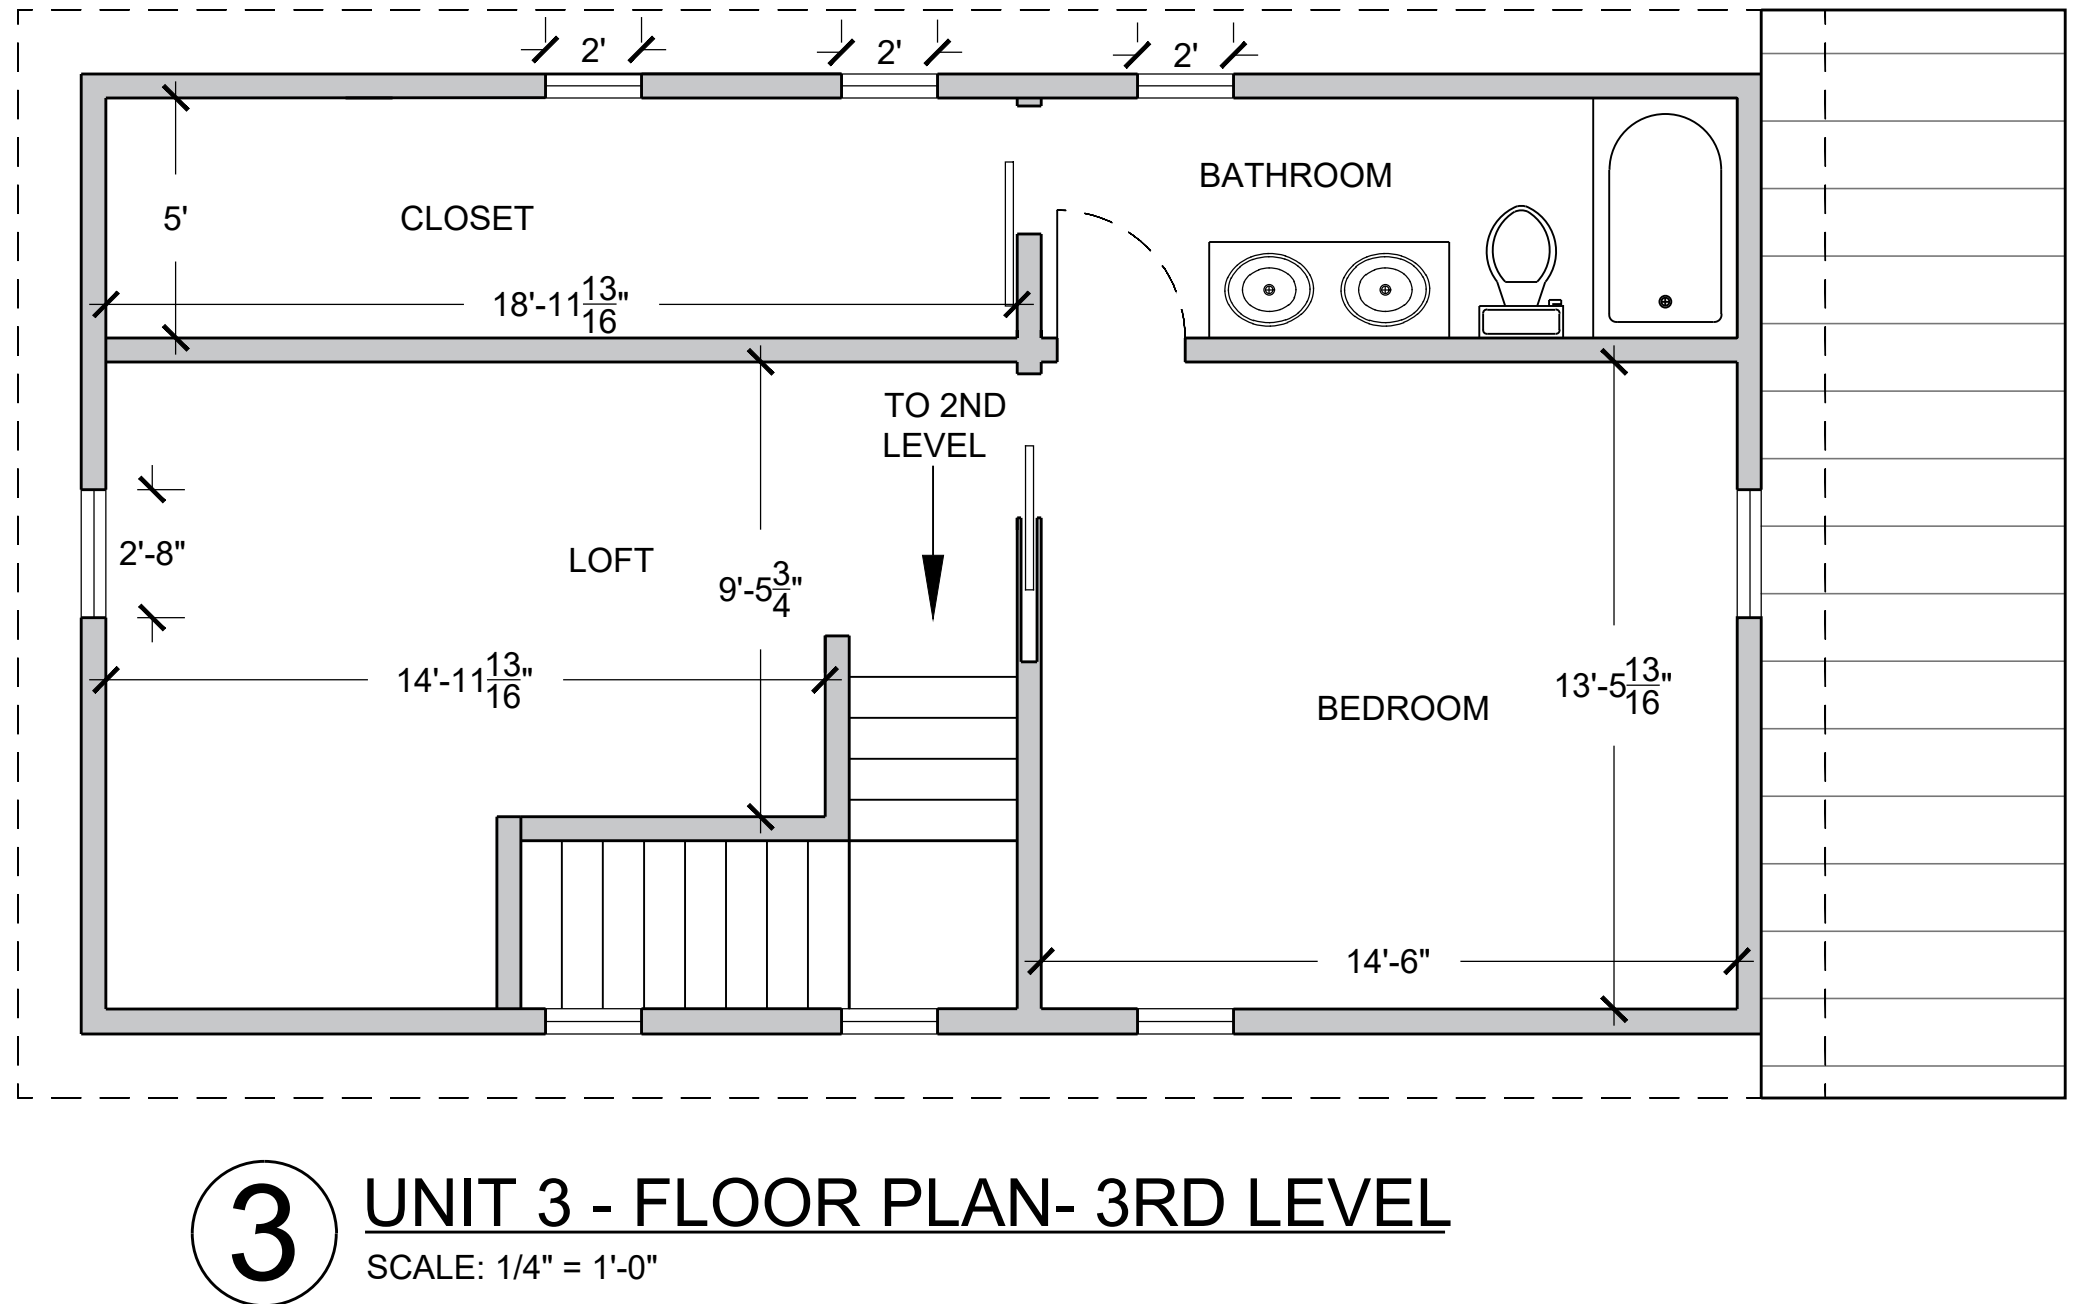 2'
2'
2'
BATHROOM
5'
CLOSET
18'-11 13/16"
TO 2ND
LEVEL
2'-8"
LOFT
9'-5 3/4"
14'-11 13/16"
13'-5 13/16"
BEDROOM
14'-6"
3
UNIT 3 - FLOOR PLAN- 3RD LEVEL
SCALE: 1/4" = 1'-0"